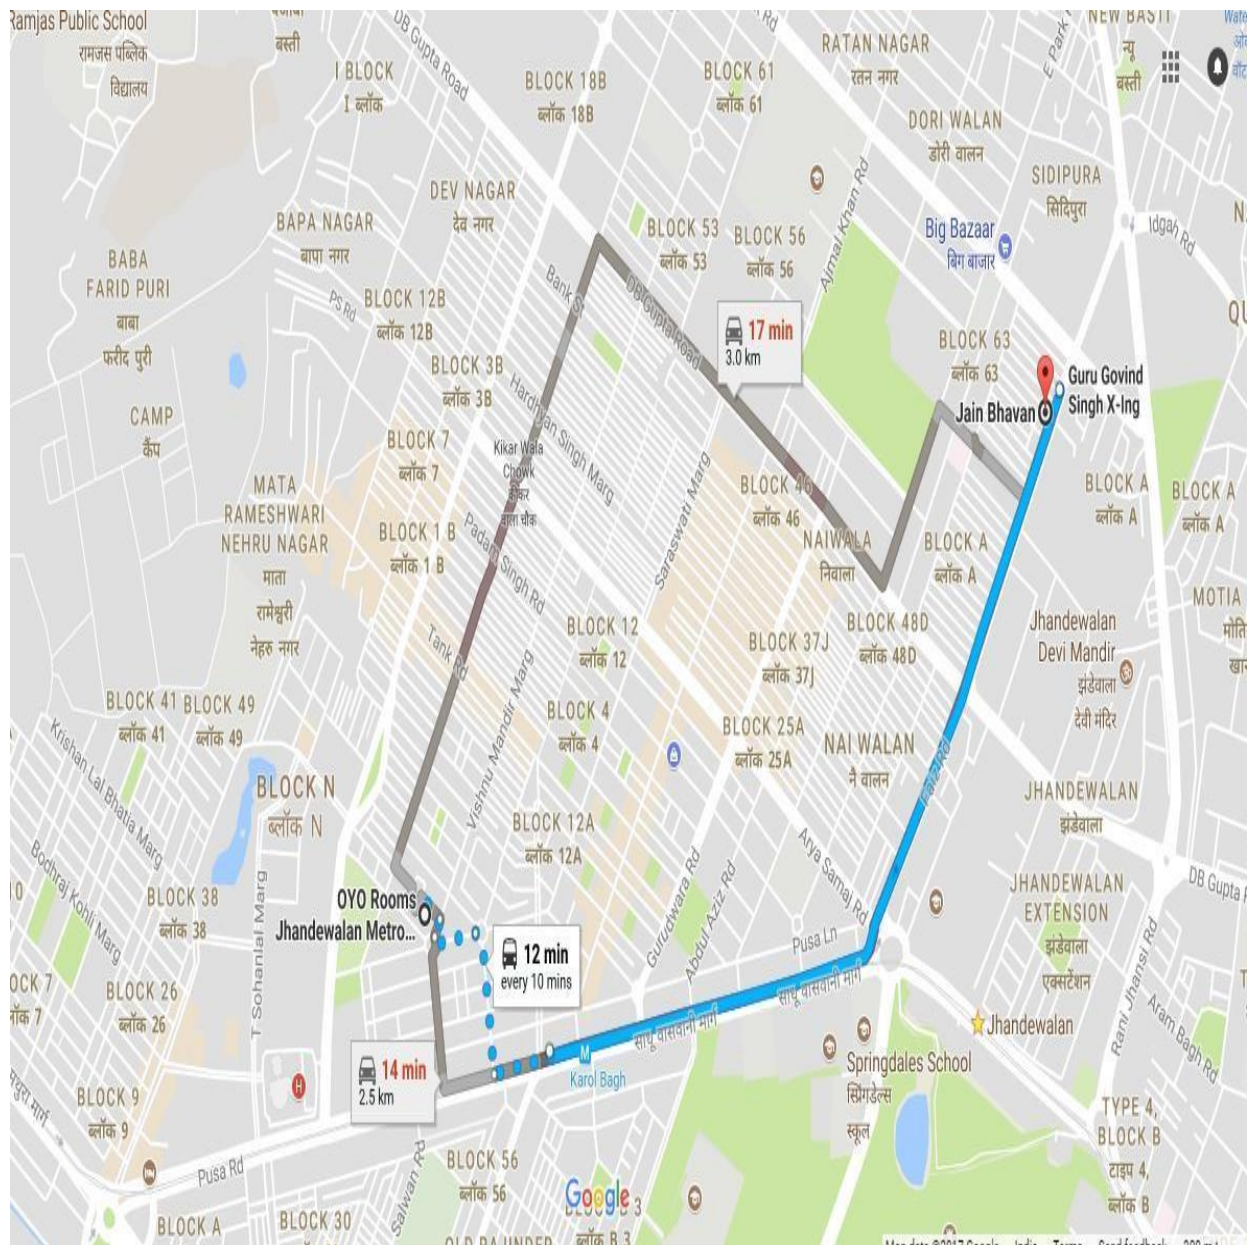 Ramjas Public School
रामजस पब्लिक
विद्यालय
बस्ती
DB Gupta Road
I BLOCK
I ब्लॉक
BLOCK 18B
ब्लॉक 18B
BLOCK 61
ब्लॉक 61
RATAN NAGAR
रतन नगर
E Park
NEW BASTI
न्यू
बस्ती
DORI WALAN
डोरी वालन
SIDIPURA
सिदिपुरा
Idgah Rd
DEV NAGAR
देव नगर
BAPA NAGAR
बापा नगर
BABA
FARID PURI
बाबा
फरीद पुरी
PS Rd
BLOCK 12B
ब्लॉक 12B
Bank St
BLOCK 53
ब्लॉक 53
BLOCK 56
ब्लॉक 56
Ajmal Khan Rd
Big Bazaar
बिग बाजार
DB Gupta Road
17 min
3.0 km
BLOCK 63
ब्लॉक 63
Guru Govind
Singh X-Ing
Jain Bhavan
BLOCK 3B
ब्लॉक 3B
Hardhyan Singh Marg
CAMP
कैंप
BLOCK 7
ब्लॉक 7
Kikar Wala
Chowk
कीकर
वाला चौक
MATA
RAMESHWARI
NEHRU NAGAR
माता
रामेश्वरी
नेहरु नगर
BLOCK 1 B
ब्लॉक 1 B
Padam Singh Rd
Saraswati Marg
BLOCK 46
ब्लॉक 46
NAIWALA
निवाला
BLOCK A
ब्लॉक A
BLOCK A
ब्लॉक A
BLOCK A
ब्लॉक A
MOTIA
Tank Rd
BLOCK 12
ब्लॉक 12
BLOCK 37J
ब्लॉक 37J
BLOCK 48D
ब्लॉक 48D
Jhandewalan
Devi Mandir
झंडेवाला
देवी मंदिर
Vishnu Mandir Marg
BLOCK 41
ब्लॉक 41
BLOCK 49
ब्लॉक 49
BLOCK 4
ब्लॉक 4
BLOCK 25A
ब्लॉक 25A
NAI WALAN
नै वालन
Faiz Rd
Krishan Lal Bhatia Marg
BLOCK N
ब्लॉक N
BLOCK 12A
ब्लॉक 12A
JHANDEWALAN
झंडेवाला
Bodhraj Kohli Marg
BLOCK 38
ब्लॉक 38
T Sohanlal Marg
OYO Rooms
Jhandewalan Metro...
Gurudwara Rd
Abdul Aziz Rd
Arya Samaj Rd
JHANDEWALAN
EXTENSION
झंडेवाला
एक्सटेंशन
DB Gupta
12 min
every 10 mins
Pusa Ln
साधू वासवानी मार्ग
साधू वासवानी मार्ग
Rani Jhansi Rd
Aram Bagh Rd
BLOCK 26
ब्लॉक 26
14 min
2.5 km
M
Karol Bagh
Jhandewalan
Springdales School
स्प्रिंगडेल्स
स्कूल
H
BLOCK 9
ब्लॉक 9
TYPE 4,
BLOCK B
टाइप 4,
ब्लॉक B
Pusa Rd
Salwan Rd
BLOCK 56
ब्लॉक 56
Google
BLOCK A
BLOCK 30
ब्लॉक B 3